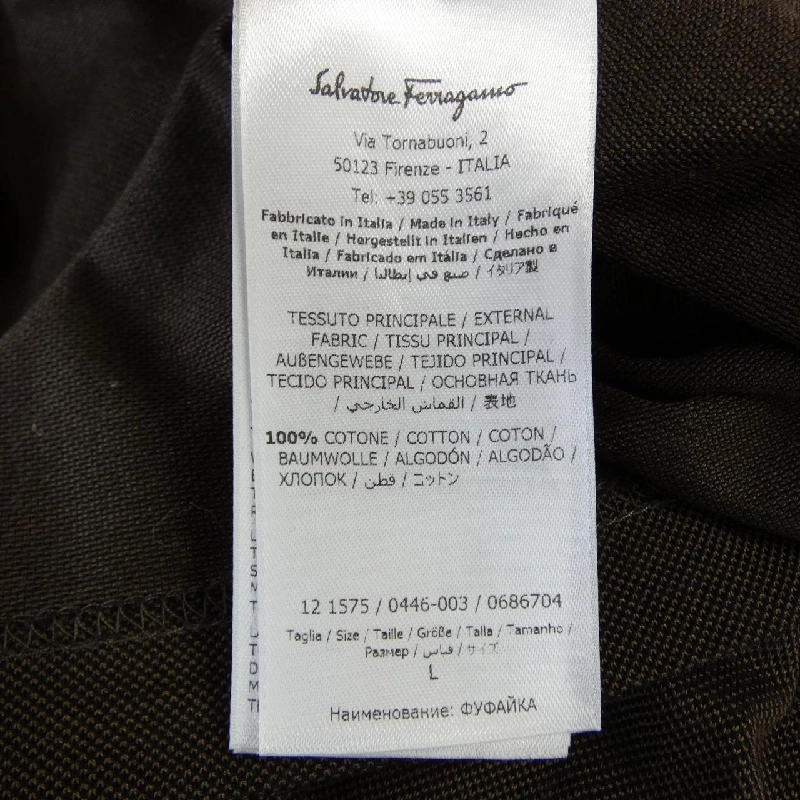 Salvatore Ferragamo
Via Tornabuoni, 2
50123 Firenze - ITALIA
Tel: +39 055 3561
Fabbricato in Italia / Made in Italy / Fabriqué
en Italie / Hergestellt in Italien / Hecho en
Italia / Fabricado em Itália / Сделано в
Италии / صنع في إيطاليا / イタリア製
TESSUTO PRINCIPALE / EXTERNAL
FABRIC / TISSU PRINCIPAL /
AUßENGEWEBE / TEJIDO PRINCIPAL /
TECIDO PRINCIPAL / ОСНОВНАЯ ТКАНЬ
/ القماش الخارجي / 表地
100% COTONE / COTTON / COTON /
BAUMWOLLE / ALGODÓN / ALGODÃO /
ХЛОПОК / قطن / コットン
12 1575 / 0446-003 / 0686704
Taglia / Size / Taille / Größe / Talla / Tamanho /
Размер / قياس / サイズ
L
Наименование: ФУФАЙКА